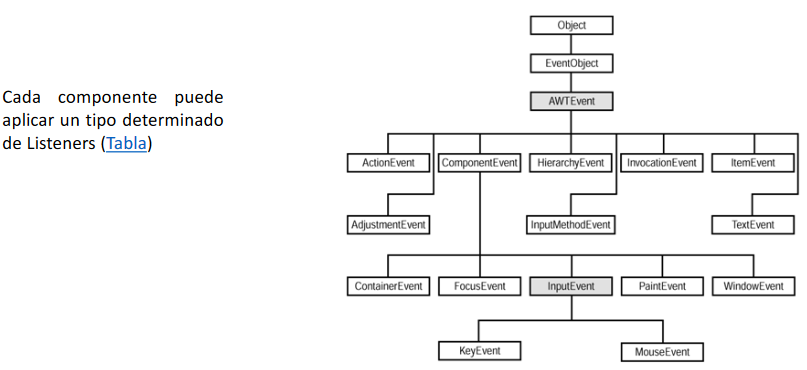 Cada componente puede
aplicar un tipo determinado
de Listeners (Tabla)
Object
EventObject
AWTEvent
ActionEvent
ComponentEvent
HierarchyEvent
InvocationEvent
ItemEvent
AdjustmentEvent
InputMethodEvent
TextEvent
ContainerEvent
FocusEvent
InputEvent
PaintEvent
WindowEvent
KeyEvent
MouseEvent